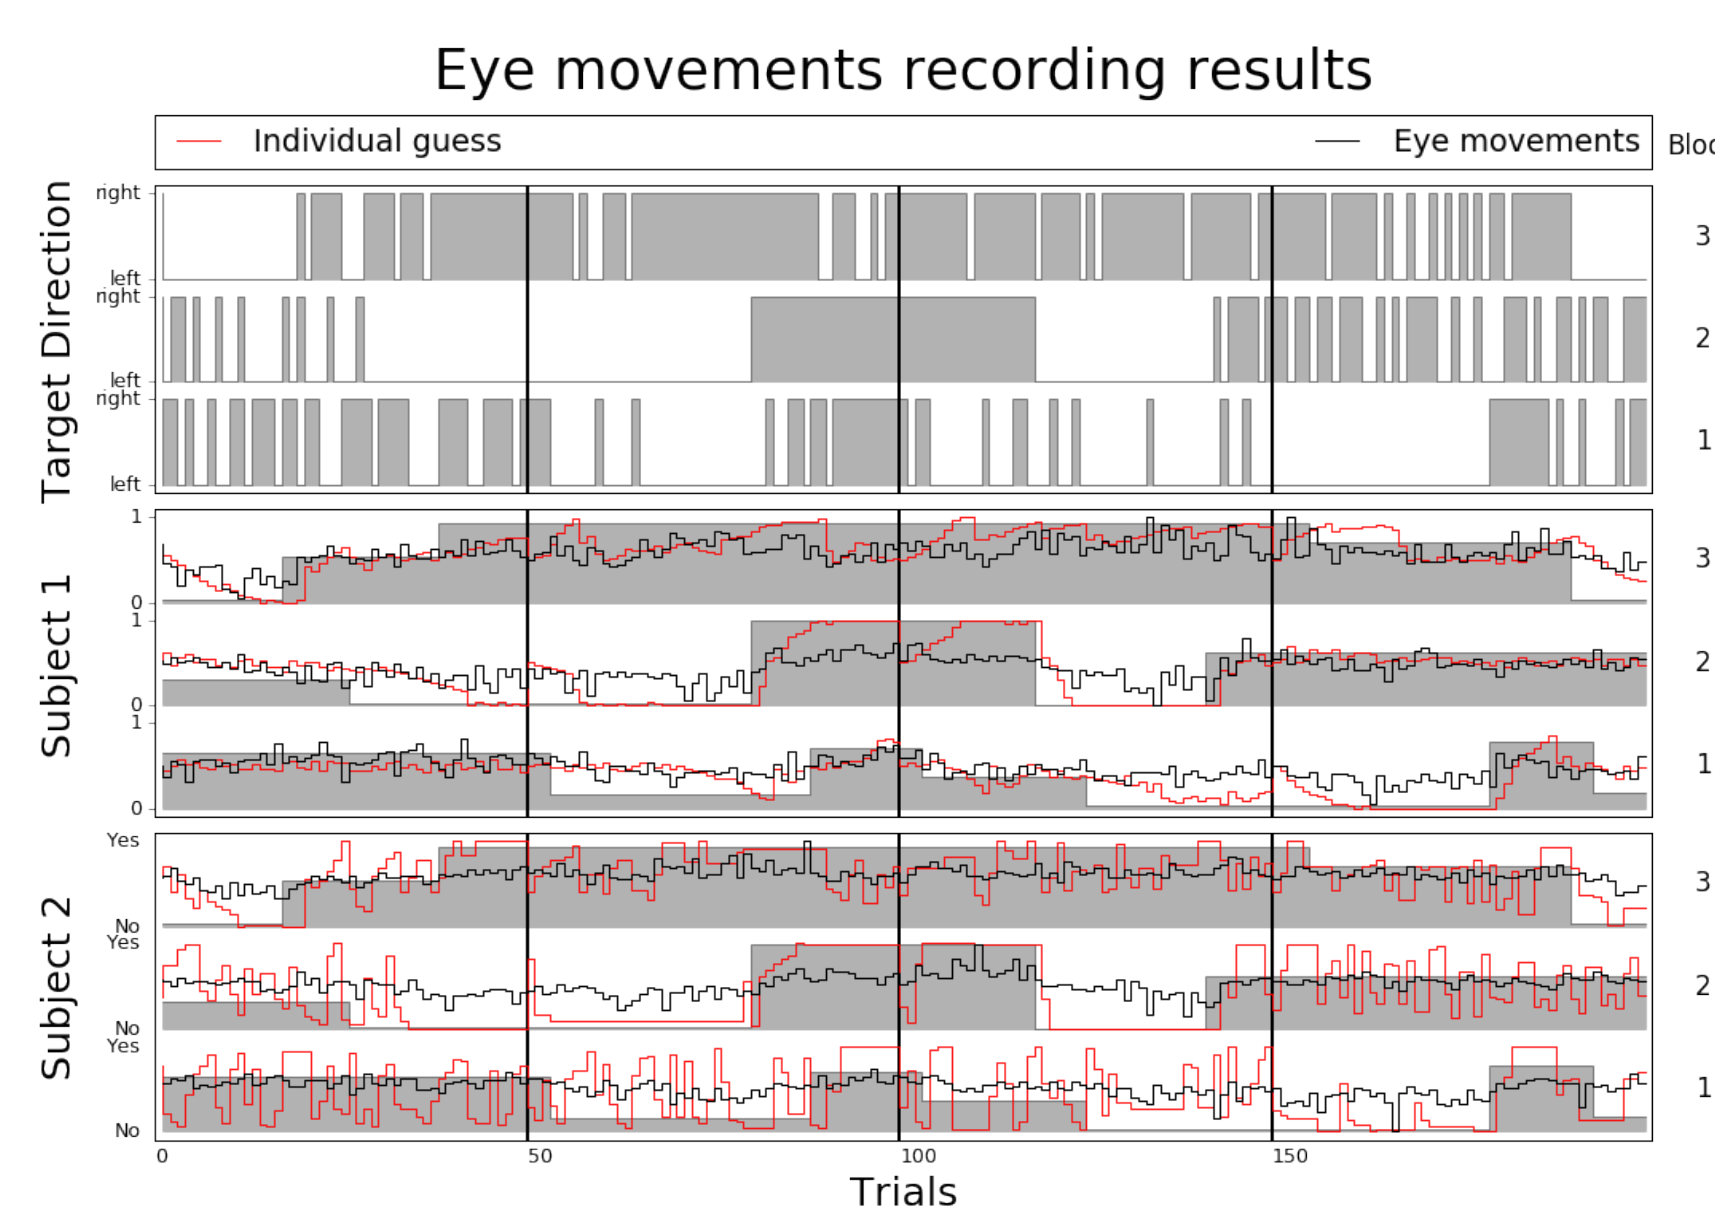 Eye movements recording results
Individual guess
Eye movements
Target Direction
right
left
3
right
left
2
right
left
1
Subject 1
1
0
3
1
0
2
1
0
1
Subject 2
Yes
No
3
Yes
No
2
Yes
No
1
0
50
100
150
Trials